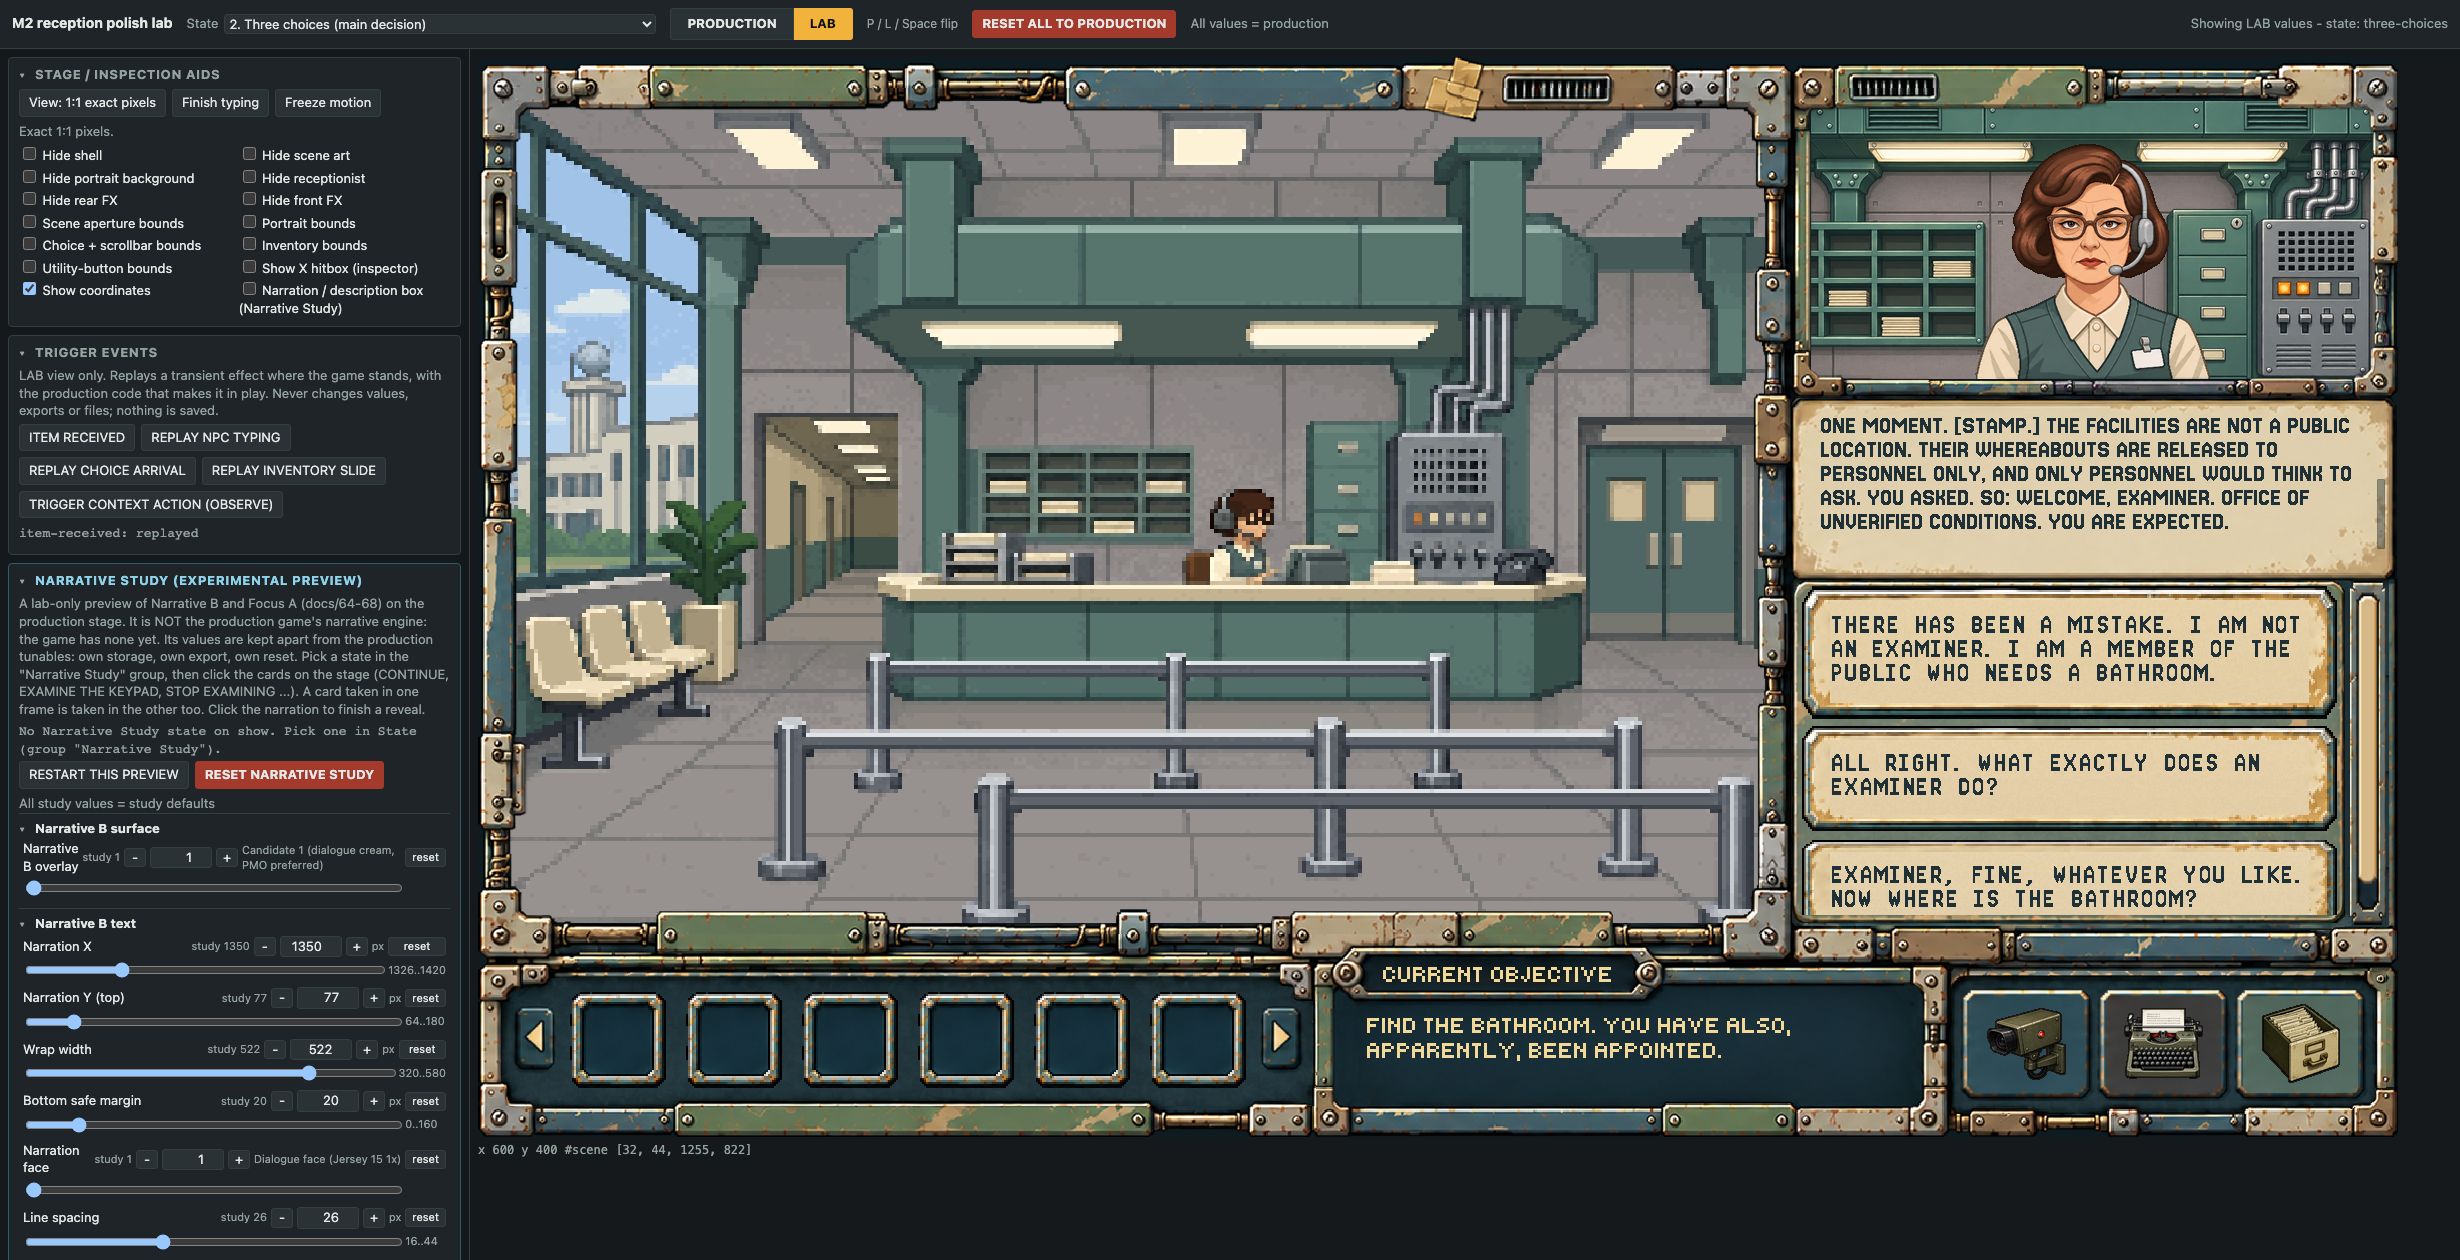 M2 reception polish lab
State
2. Three choices (main decision)
PRODUCTION
LAB
P / L / Space flip
RESET ALL TO PRODUCTION
All values = production
Showing LAB values - state: three-choices
STAGE / INSPECTION AIDS
View: 1:1 exact pixels
Finish typing
Freeze motion
Exact 1:1 pixels.
Hide shell
Hide scene art
Hide portrait background
Hide receptionist
Hide rear FX
Hide front FX
Scene aperture bounds
Portrait bounds
Choice + scrollbar bounds
Inventory bounds
Utility-button bounds
Show X hitbox (inspector)
Show coordinates
Narration / description box
(Narrative Study)
TRIGGER EVENTS
LAB view only. Replays a transient effect where the game stands, with
the production code that makes it in play. Never changes values,
exports or files; nothing is saved.
ITEM RECEIVED
REPLAY NPC TYPING
REPLAY CHOICE ARRIVAL
REPLAY INVENTORY SLIDE
TRIGGER CONTEXT ACTION (OBSERVE)
item-received: replayed
NARRATIVE STUDY (EXPERIMENTAL PREVIEW)
A lab-only preview of Narrative B and Focus A (docs/64-68) on the
production stage. It is NOT the production game's narrative engine:
the game has none yet. Its values are kept apart from the production
tunables: own storage, own export, own reset. Pick a state in the
"Narrative Study" group, then click the cards on the stage (CONTINUE,
EXAMINE THE KEYPAD, STOP EXAMINING ...). A card taken in one
frame is taken in the other too. Click the narration to finish a reveal.
No Narrative Study state on show. Pick one in State
(group "Narrative Study").
RESTART THIS PREVIEW
RESET NARRATIVE STUDY
All study values = study defaults
Narrative B surface
Narrative
B overlay
study 1
-
1
+
Candidate 1 (dialogue cream,
PMO preferred)
reset
Narrative B text
Narration X
study 1350
-
1350
+
px
reset
1326..1420
Narration Y (top)
study 77
-
77
+
px
reset
64..180
Wrap width
study 522
-
522
+
px
reset
320..580
Bottom safe margin
study 20
-
20
+
px
reset
0..160
Narration
face
study 1
-
1
+
Dialogue face (Jersey 15 1x)
reset
Line spacing
study 26
-
26
+
px
reset
16..44
ONE MOMENT. [STAMP.] THE FACILITIES ARE NOT A PUBLIC
LOCATION. THEIR WHEREABOUTS ARE RELEASED TO
PERSONNEL ONLY, AND ONLY PERSONNEL WOULD THINK TO
ASK. YOU ASKED. SO: WELCOME, EXAMINER. OFFICE OF
UNVERIFIED CONDITIONS. YOU ARE EXPECTED.
THERE HAS BEEN A MISTAKE. I AM NOT
AN EXAMINER. I AM A MEMBER OF THE
PUBLIC WHO NEEDS A BATHROOM.
ALL RIGHT. WHAT EXACTLY DOES AN
EXAMINER DO?
EXAMINER, FINE, WHATEVER YOU LIKE.
NOW WHERE IS THE BATHROOM?
CURRENT OBJECTIVE
FIND THE BATHROOM. YOU HAVE ALSO,
APPARENTLY, BEEN APPOINTED.
x 600 y 400 #scene [32, 44, 1255, 822]